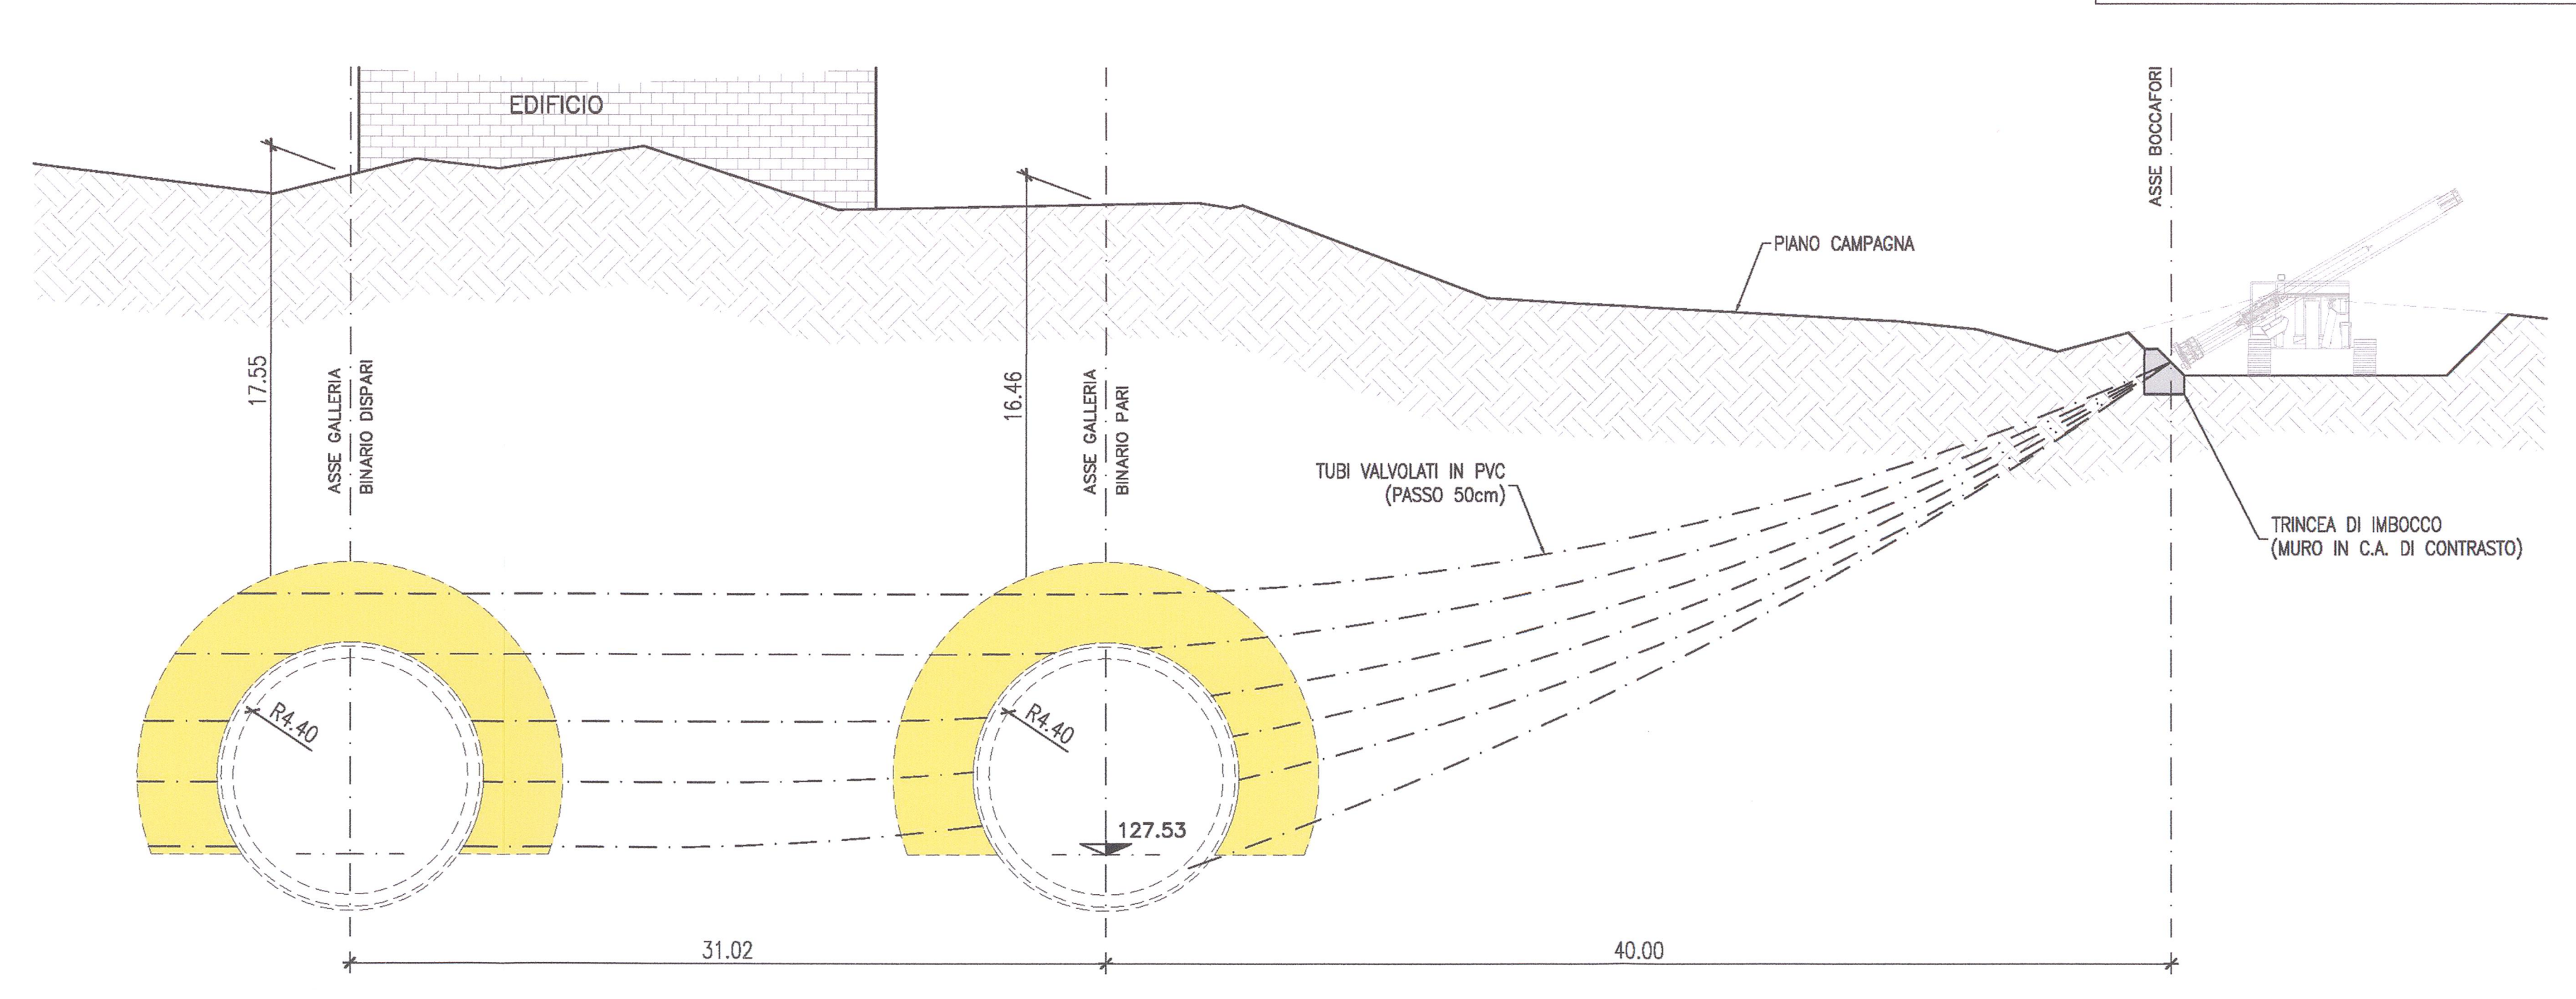 EDIFICIO
ASSE BOCCAFORI
PIANO CAMPAGNA
17.55
ASSE GALLERIA
BINARIO DISPARI
16.46
ASSE GALLERIA
BINARIO PARI
TUBI VALVOLATI IN PVC
(PASSO 50cm)
TRINCEA DI IMBOCCO
(MURO IN C.A. DI CONTRASTO)
R4.40
R4.40
127.53
31.02
40.00